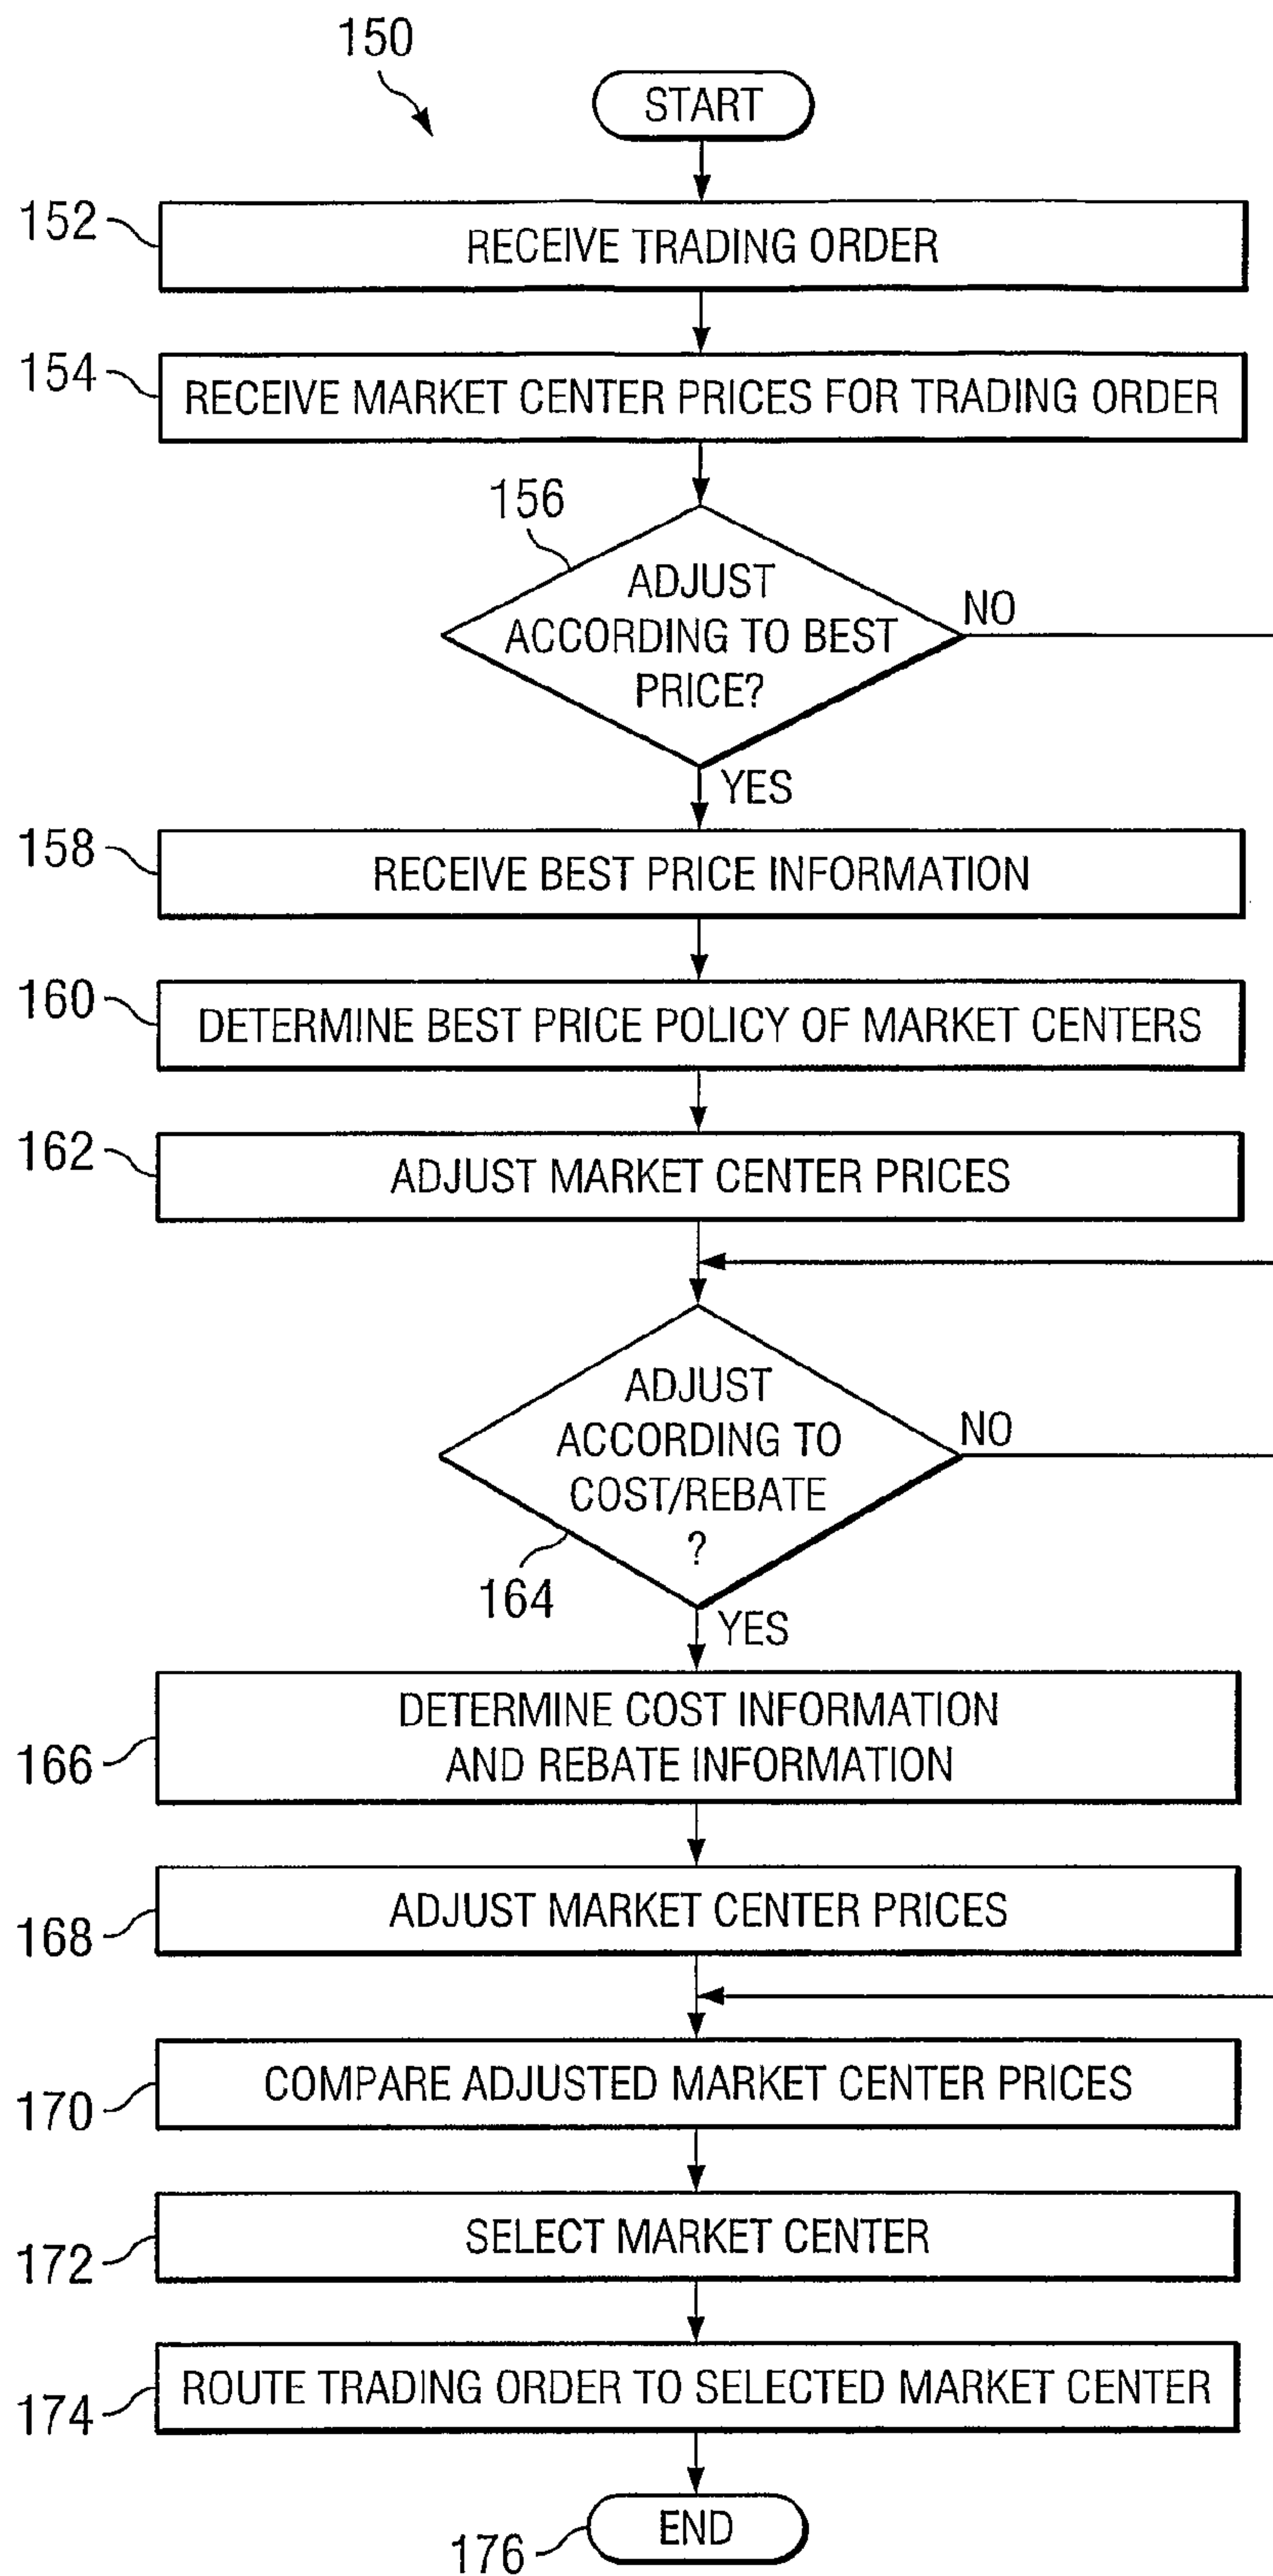 150
START
152
RECEIVE TRADING ORDER
154
RECEIVE MARKET CENTER PRICES FOR TRADING ORDER
156
ADJUST
ACCORDING TO BEST
PRICE?
NO
YES
158
RECEIVE BEST PRICE INFORMATION
160
DETERMINE BEST PRICE POLICY OF MARKET CENTERS
162
ADJUST MARKET CENTER PRICES
ADJUST
ACCORDING TO
COST/REBATE
?
NO
164
YES
DETERMINE COST INFORMATION
AND REBATE INFORMATION
166
ADJUST MARKET CENTER PRICES
168
COMPARE ADJUSTED MARKET CENTER PRICES
170
SELECT MARKET CENTER
172
ROUTE TRADING ORDER TO SELECTED MARKET CENTER
174
END
176